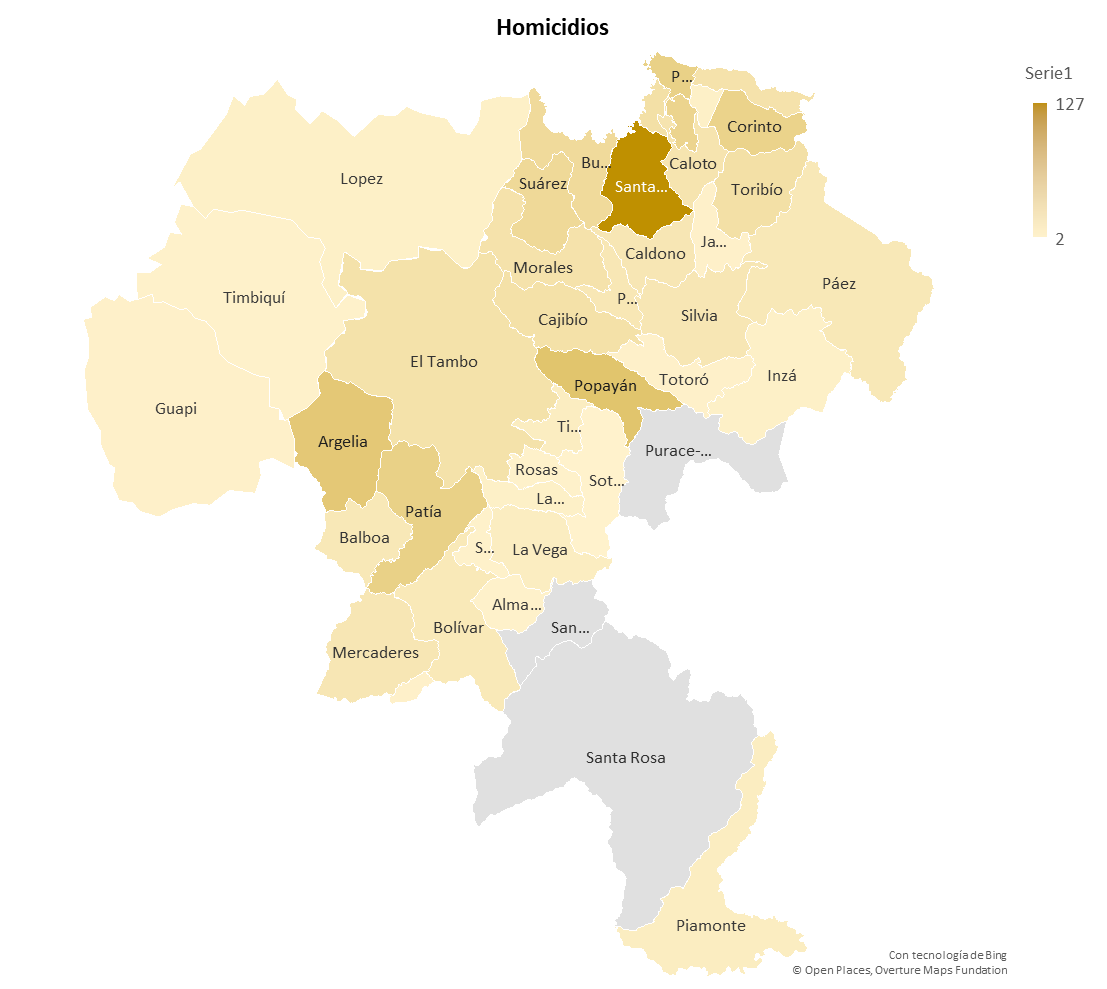 Homicidios
Serie1
127
2
P...
Corinto
Lopez
Suárez
Bu...
Santa...
Caloto
Toribío
Ja...
Caldono
Morales
Timbiquí
P...
Silvia
Páez
Cajibío
El Tambo
Guapi
Popayán
Totoró
Inzá
Argelia
Ti...
Purace-...
Rosas
Sot...
La...
Patía
Balboa
S...
La Vega
Alma...
Bolívar
San...
Mercaderes
Santa Rosa
Piamonte
Con tecnología de Bing
© Open Places, Overture Maps Fundation